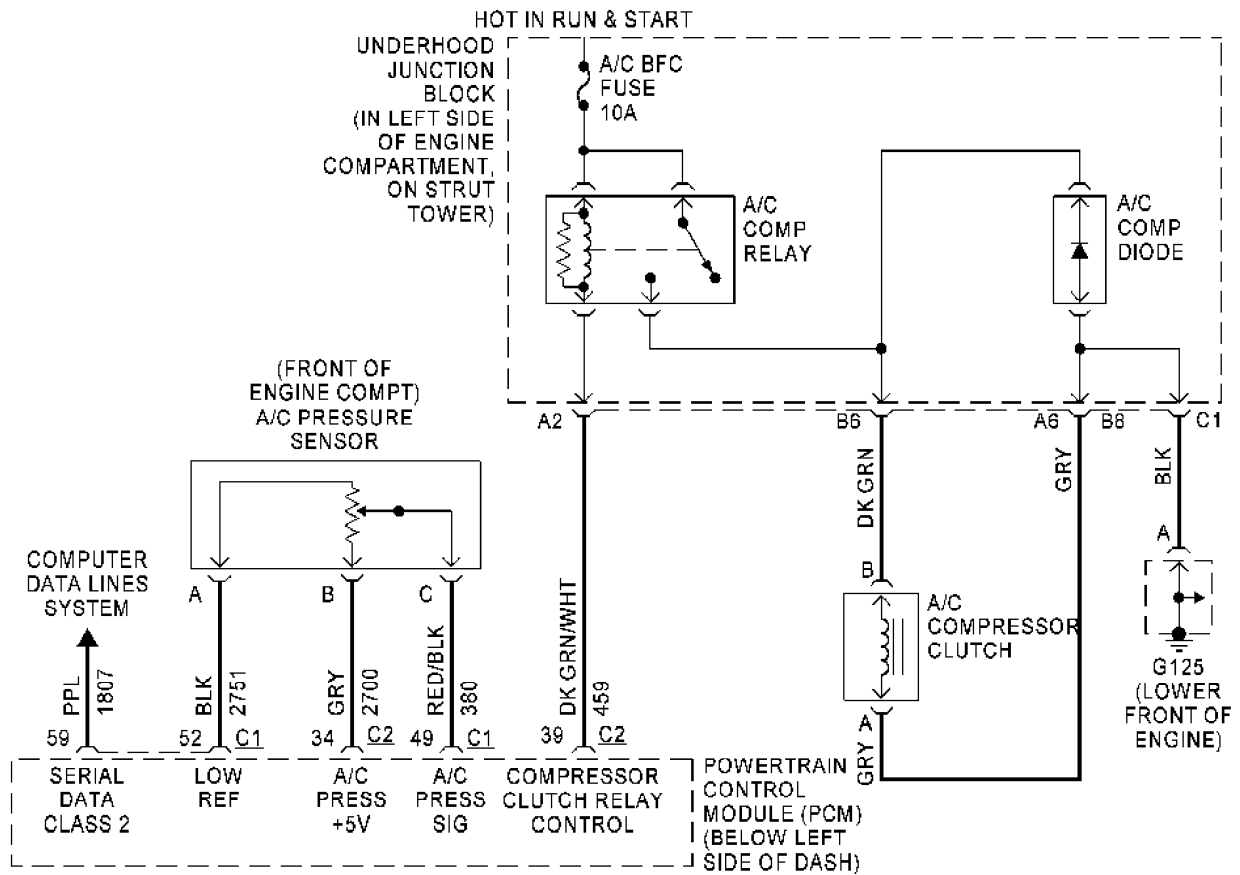 HOT IN RUN & START
UNDERHOOD
JUNCTION
BLOCK
(IN LEFT SIDE
OF ENGINE
COMPARTMENT,
ON STRUT
TOWER)
A/C BFC
FUSE
10A
A/C
COMP
RELAY
A/C
COMP
DIODE
(FRONT OF
ENGINE COMPT)
A/C PRESSURE
SENSOR
A2
B6
A6
B6
C1
DK GRN
GRY
BLK
A
COMPUTER
DATA LINES
SYSTEM
A
B
C
B
A/C
COMPRESSOR
CLUTCH
A
GRY
G125
(LOWER
FRONT OF
ENGINE)
PPL
1807
BLK
2751
GRY
2700
RED/BLK
380
DK GRN/WHT
459
59
52
C1
34
C2
49
C1
39
C2
SERIAL
DATA
CLASS 2
LOW
REF
A/C
PRESS
+5V
A/C
PRESS
SIG
COMPRESSOR
CLUTCH RELAY
CONTROL
POWERTRAIN
CONTROL
MODULE (PCM)
(BELOW LEFT
SIDE OF DASH)